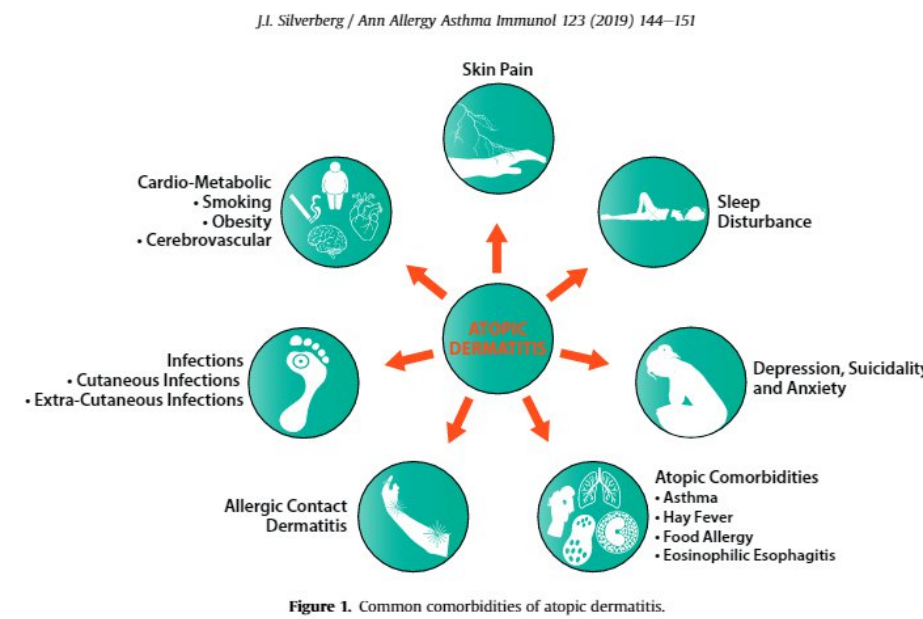 J.I. Silverberg / Ann Allergy Asthma Immunol 123 (2019) 144–151
Skin Pain
Cardio-Metabolic
• Smoking
• Obesity
• Cerebrovascular
Sleep
Disturbance
ATOPIC
DERMATITIS
Infections
• Cutaneous Infections
• Extra-Cutaneous Infections
Depression, Suicidality
and Anxiety
Allergic Contact
Dermatitis
Atopic Comorbidities
• Asthma
• Hay Fever
• Food Allergy
• Eosinophilic Esophagitis
Figure 1. Common comorbidities of atopic dermatitis.